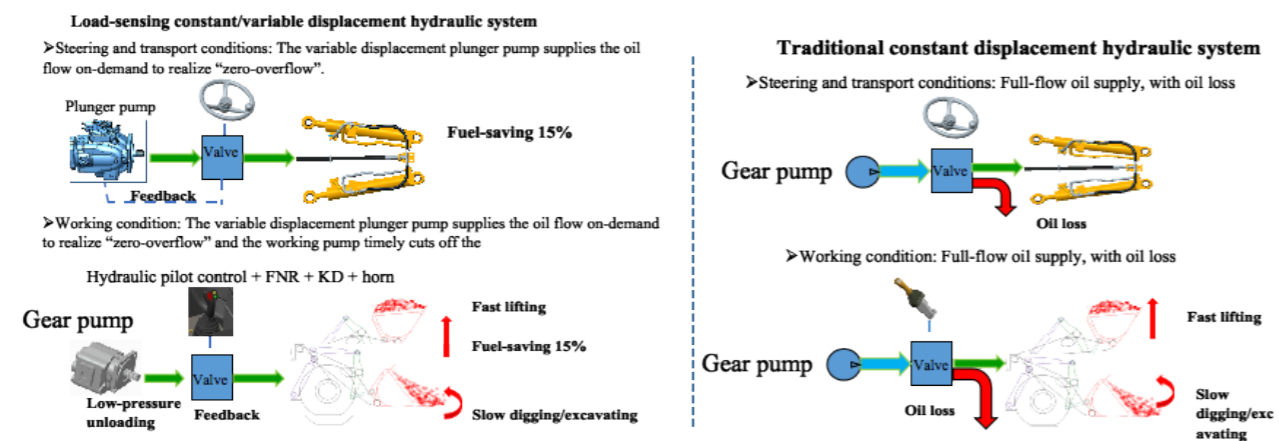 Load-sensing constant/variable displacement hydraulic system
➢Steering and transport conditions: The variable displacement plunger pump supplies the oil
flow on-demand to realize “zero-overflow”.
Plunger pump
Valve
Fuel-saving 15%
Feedback
➢Working condition: The variable displacement plunger pump supplies the oil flow on-demand
to realize “zero-overflow” and the working pump timely cuts off the
Hydraulic pilot control + FNR + KD + horn
Gear pump
Fast lifting
Fuel-saving 15%
Valve
Low-pressure
unloading
Feedback
Slow digging/excavating
Traditional constant displacement hydraulic system
➢Steering and transport conditions: Full-flow oil supply, with oil loss
Gear pump
Valve
Oil loss
➢Working condition: Full-flow oil supply, with oil loss
Fast lifting
Gear pump
Valve
Oil loss
Slow
digging/exc
avating